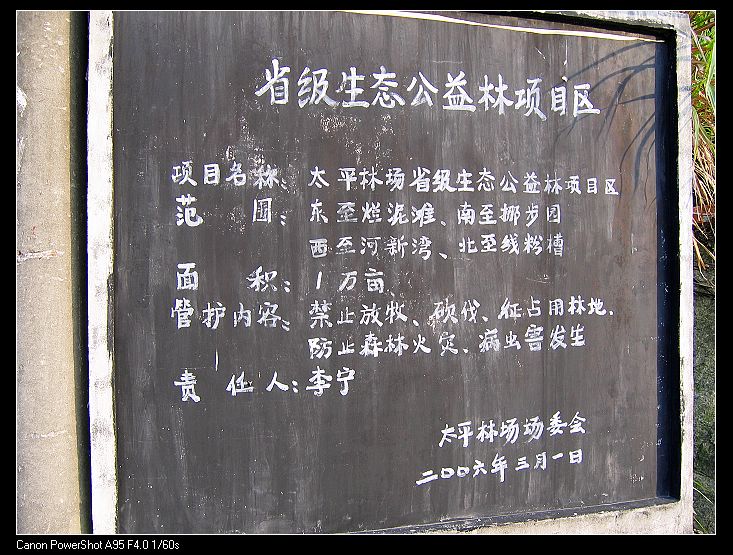 省级生态公益林项目区
项目名称：太平林场省级生态公益林项目区
范 围：东至烂泥滩、南至挪步园
西至河新湾、北至线粉槽
面 积：1万亩
管护内容：禁止放牧、砍伐、征占用林地.
防止森林火灾、病虫害发生
责 任 人：李宁
太平林场场委会
二〇〇六年三月一日
Canon PowerShot A95 F4.0 1/60s